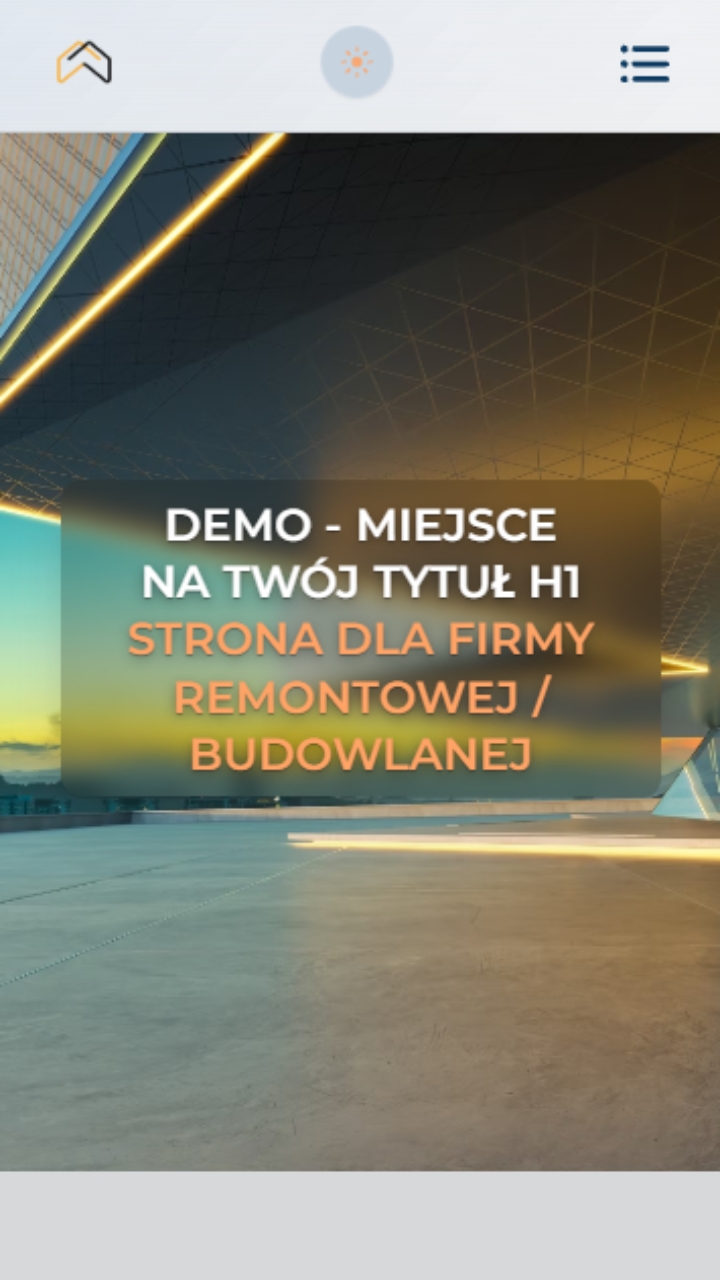 DEMO - MIEJSCE
NA TWÓJ TYTUŁ H1
STRONA DLA FIRMY
REMONTOWEJ /
BUDOWLANEJ